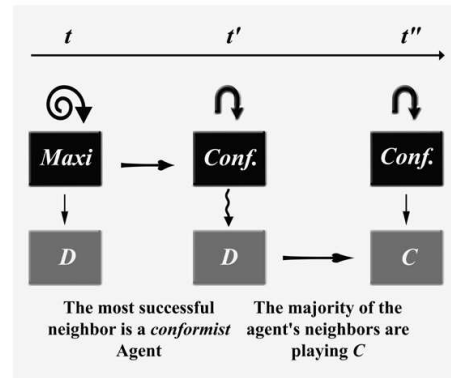 t t' t"
Maxi Conf. Conf.
D D C
The most successful
neighbor is a conformist
Agent
The majority of the
agent's neighbors are
playing C